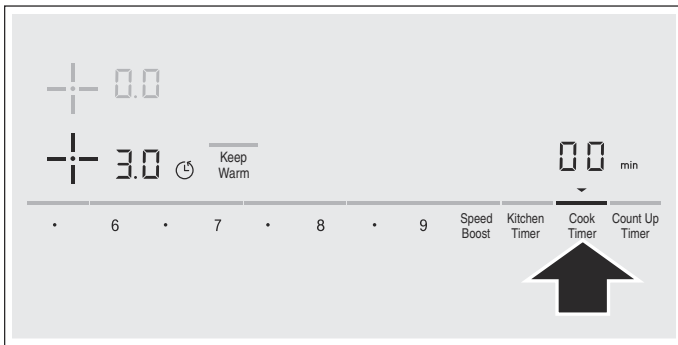 0.0
3.0 Keep Warm 00 min
· 6 · 7 · 8 · 9 Speed Boost Kitchen Timer Cook Timer Count Up Timer